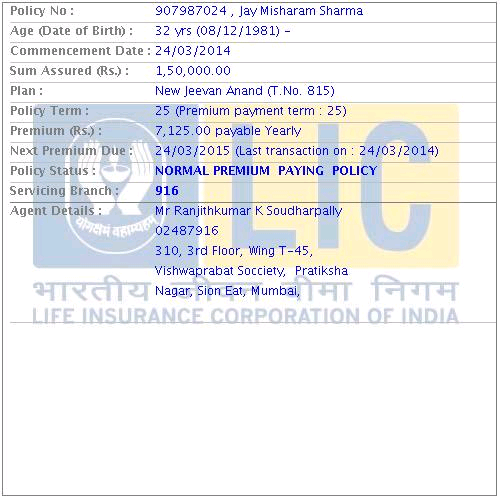 Policy No : 907987024 , Jay Misharam Sharma
Age (Date of Birth) : 32 yrs (08/12/1981) -
Commencement Date : 24/03/2014
Sum Assured (Rs.) : 1,50,000.00
Plan : New Jeevan Anand (T.No. 815)
Policy Term : 25 (Premium payment term : 25)
Premium (Rs.) : 7,125.00 payable Yearly
Next Premium Due : 24/03/2015 (Last transaction on : 24/03/2014)
Policy Status : NORMAL PREMIUM PAYING POLICY
Servicing Branch : 916
Agent Details : Mr Ranjithkumar K Soudharpally
02487916
310, 3rd Floor, Wing T-45,
Vishwaprabat Socciety, Pratiksha
Nagar, Sion Eat, Mumbai,
LIC
योगक्षेमं वहाम्यहम्
भारतीय जीवन बीमा निगम
LIFE INSURANCE CORPORATION OF INDIA